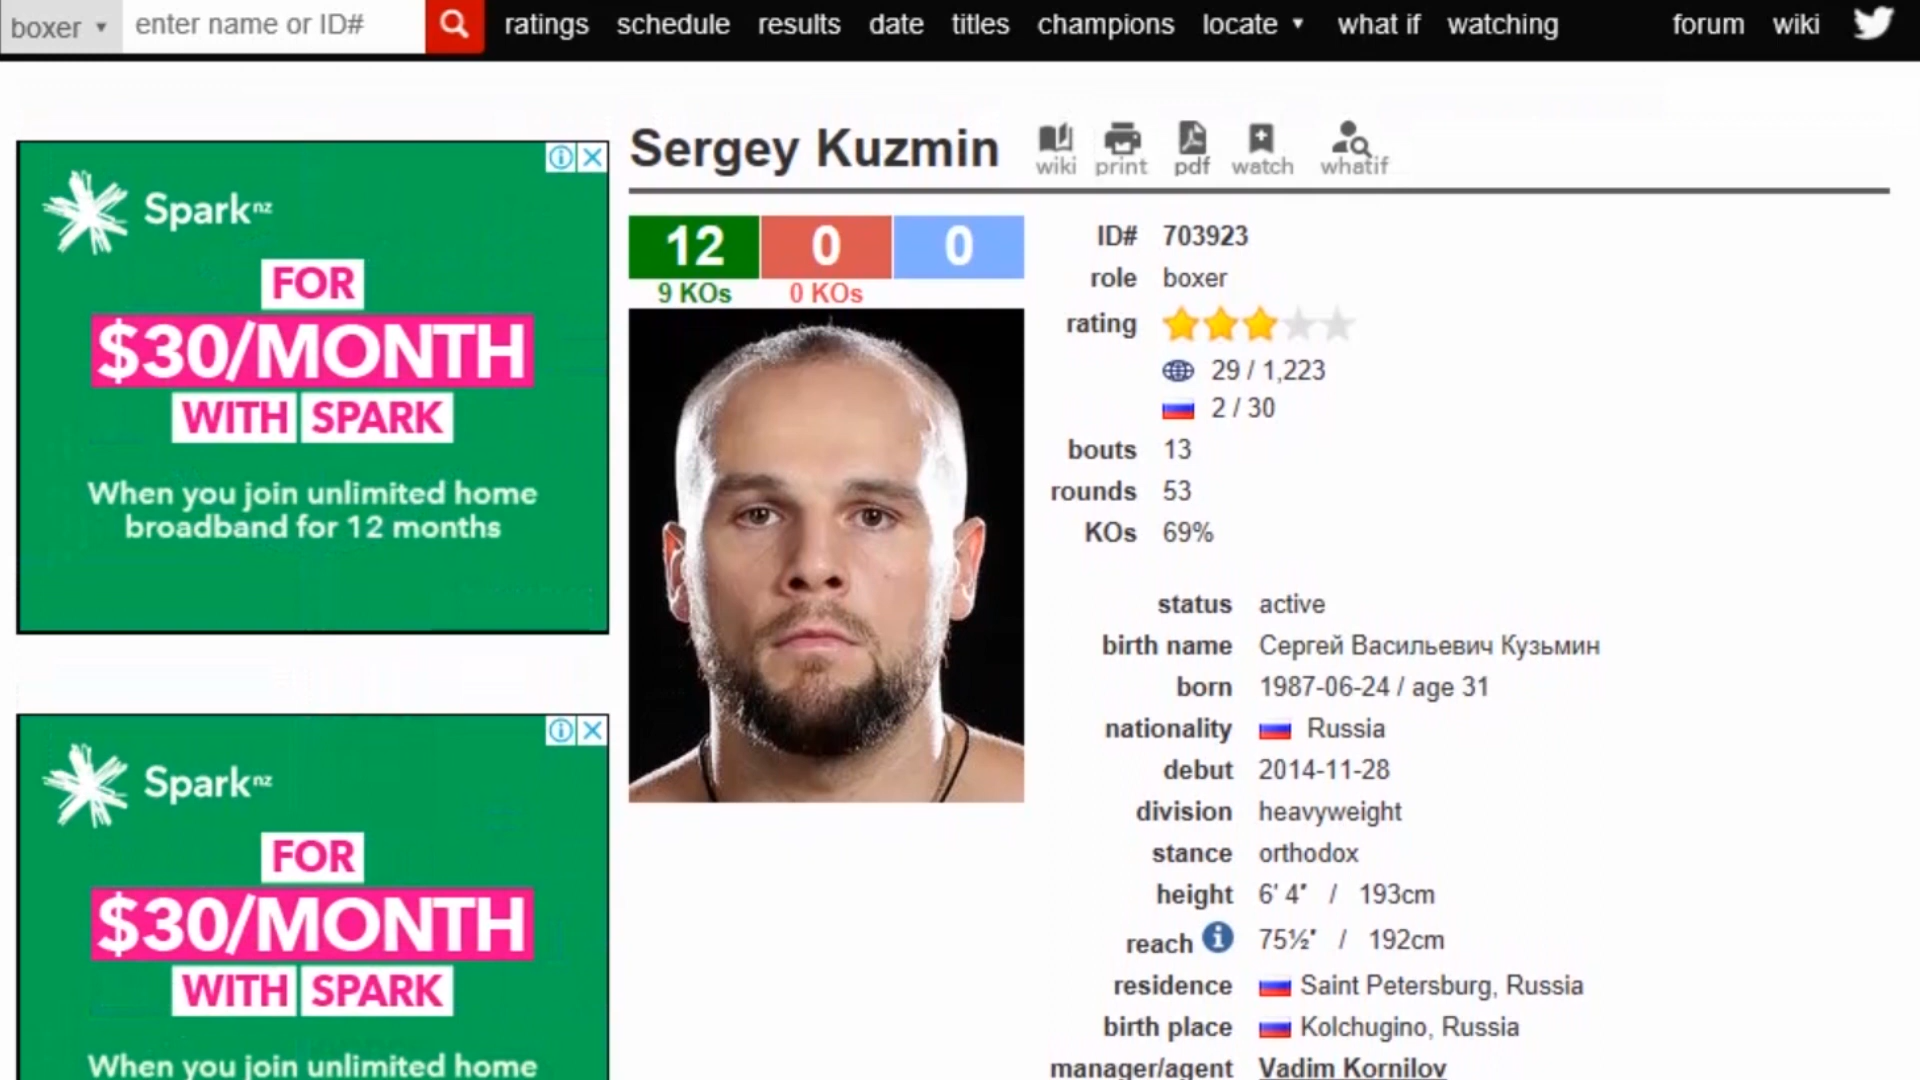 boxer ▾ enter name or ID# ratings schedule results date titles champions locate ▾ what if watching forum wiki
Sergey Kuzmin
wiki print pdf watch whatif
12 0 0
9 KOs 0 KOs
ID# 703923
role boxer
rating
29 / 1,223
2 / 30
bouts 13
rounds 53
KOs 69%
status active
birth name Сергей Васильевич Кузьмин
born 1987-06-24 / age 31
nationality Russia
debut 2014-11-28
division heavyweight
stance orthodox
height 6′ 4″ / 193cm
reach 75½″ / 192cm
residence Saint Petersburg, Russia
birth place Kolchugino, Russia
manager/agent Vadim Kornilov
Spark nz
FOR
$30/MONTH
WITH SPARK
When you join unlimited home
broadband for 12 months
Spark nz
FOR
$30/MONTH
WITH SPARK
When you join unlimited home